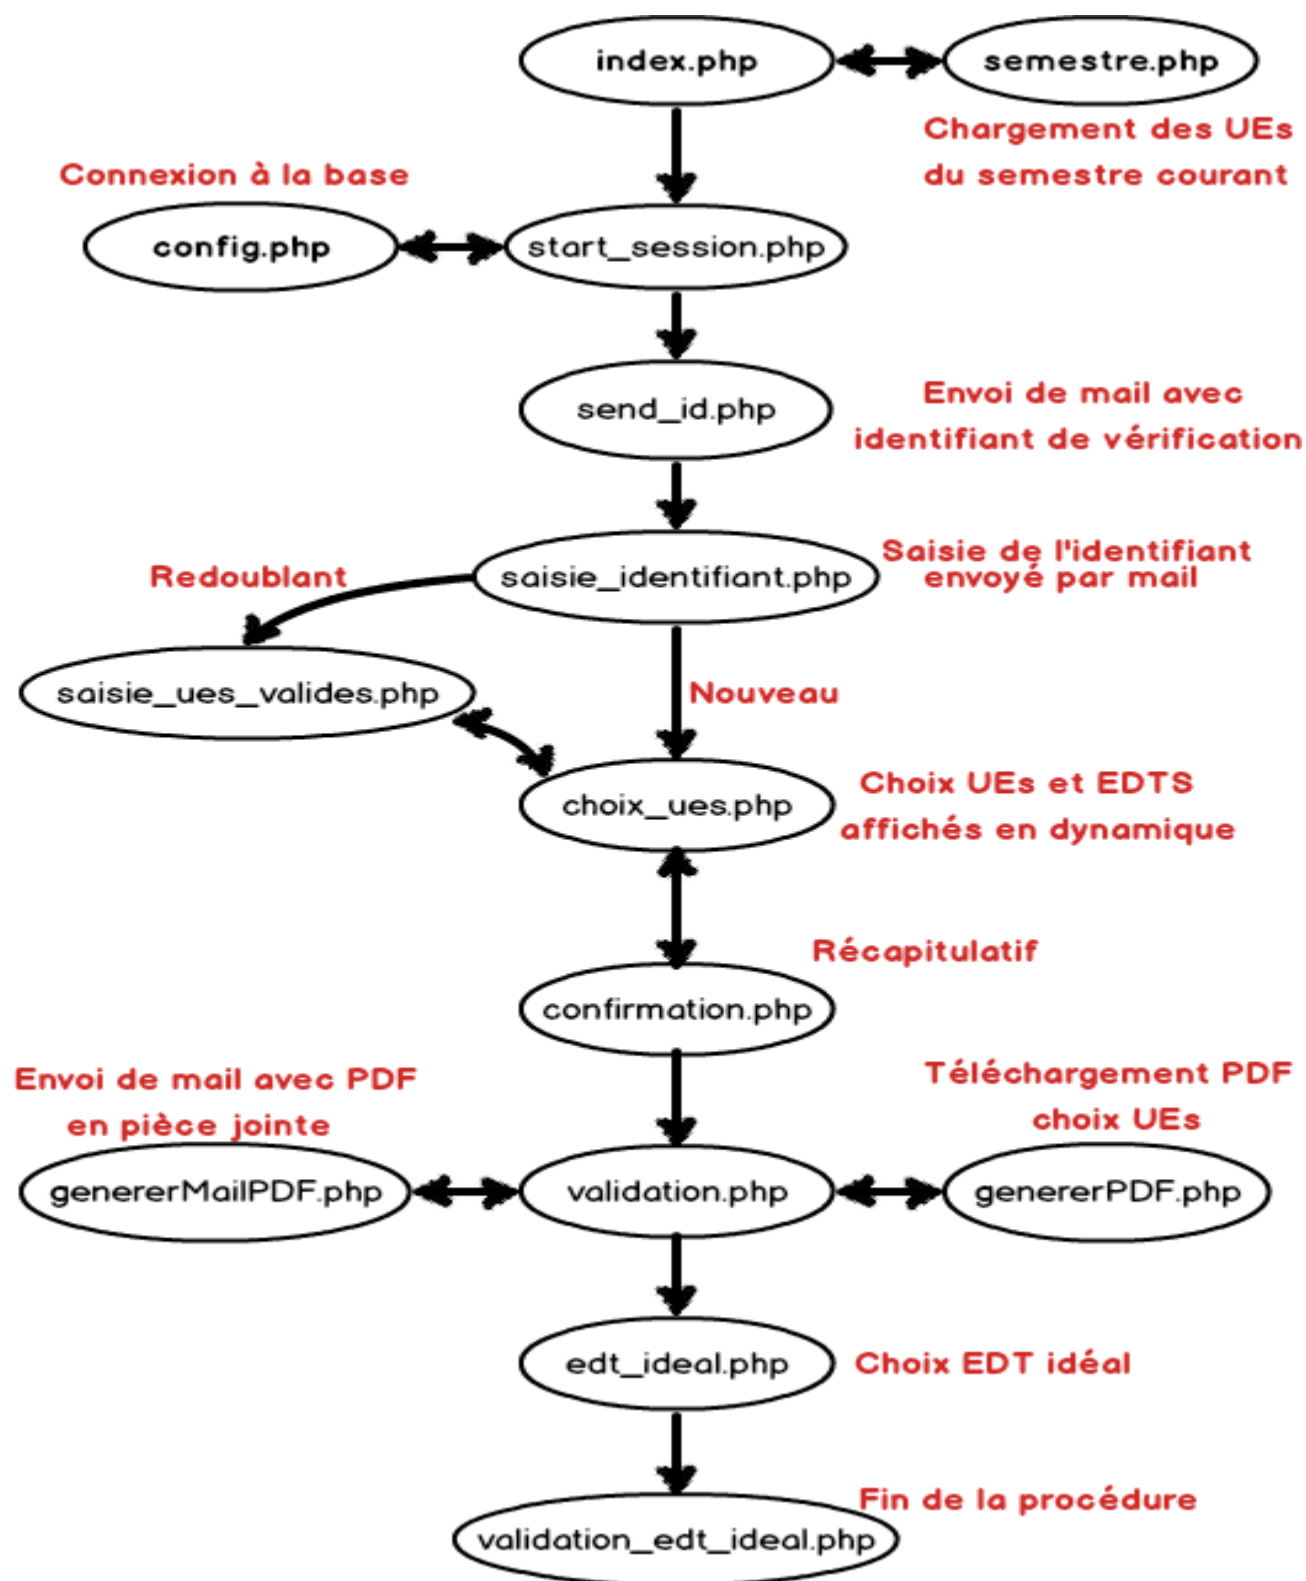 index.php
semestre.php
Chargement des UEs
du semestre courant
Connexion à la base
config.php
start_session.php
send_id.php
Envoi de mail avec
identifiant de vérification
saisie_identifiant.php
Saisie de l'identifiant
envoyé par mail
Redoublant
saisie_ues_valides.php
Nouveau
choix_ues.php
Choix UEs et EDTS
affichés en dynamique
Récapitulatif
confirmation.php
Envoi de mail avec PDF
en pièce jointe
Téléchargement PDF
choix UEs
genererMailPDF.php
validation.php
genererPDF.php
edt_ideal.php
Choix EDT idéal
Fin de la procédure
validation_edt_ideal.php